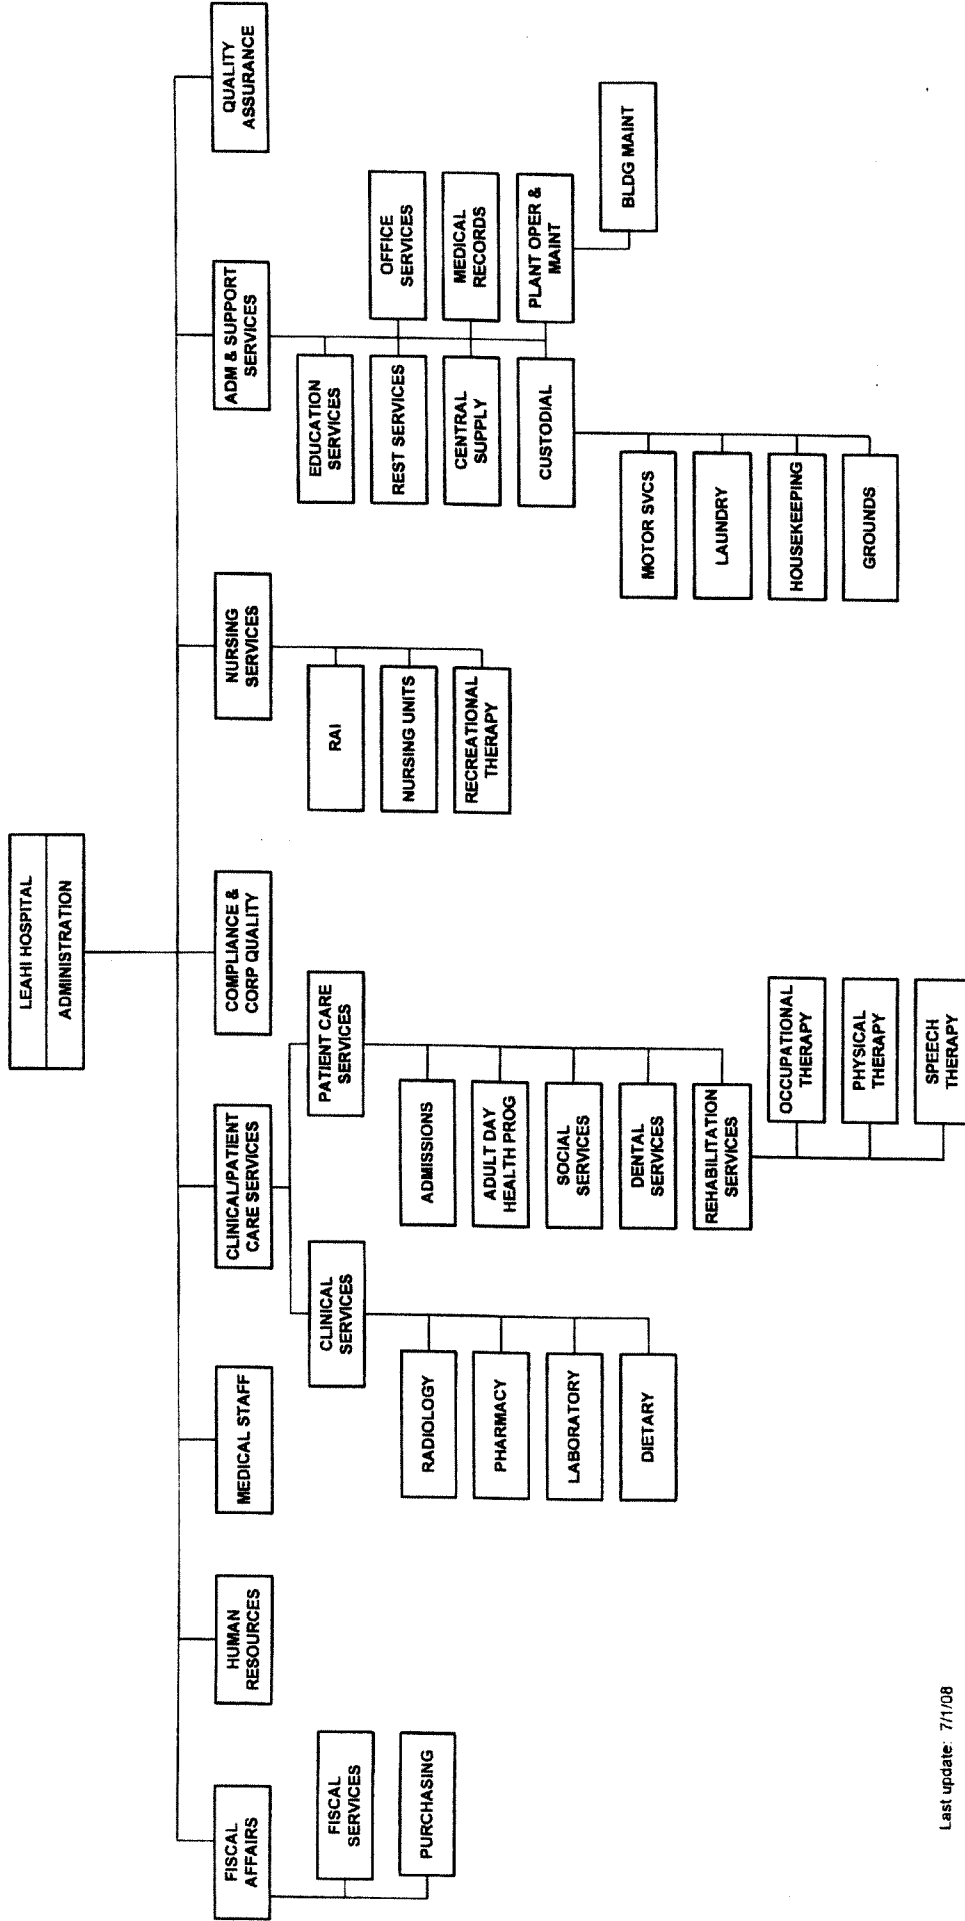 LEAHI HOSPITAL
ADMINISTRATION
FISCAL
AFFAIRS
HUMAN
RESOURCES
MEDICAL STAFF
CLINICAL/PATIENT
CARE SERVICES
COMPLIANCE &
CORP QUALITY
NURSING
SERVICES
ADM & SUPPORT
SERVICES
QUALITY
ASSURANCE
FISCAL
SERVICES
PURCHASING
CLINICAL
SERVICES
RADIOLOGY
PHARMACY
LABORATORY
DIETARY
PATIENT CARE
SERVICES
ADMISSIONS
ADULT DAY
HEALTH PROG
SOCIAL
SERVICES
DENTAL
SERVICES
REHABILITATION
SERVICES
OCCUPATIONAL
THERAPY
PHYSICAL
THERAPY
SPEECH
THERAPY
RAI
NURSING UNITS
RECREATIONAL
THERAPY
EDUCATION
SERVICES
OFFICE
SERVICES
REST SERVICES
MEDICAL
RECORDS
CENTRAL
SUPPLY
PLANT OPER &
MAINT
CUSTODIAL
BLDG MAINT
MOTOR SVCS
LAUNDRY
HOUSEKEEPING
GROUNDS
Last update: 7/1/08